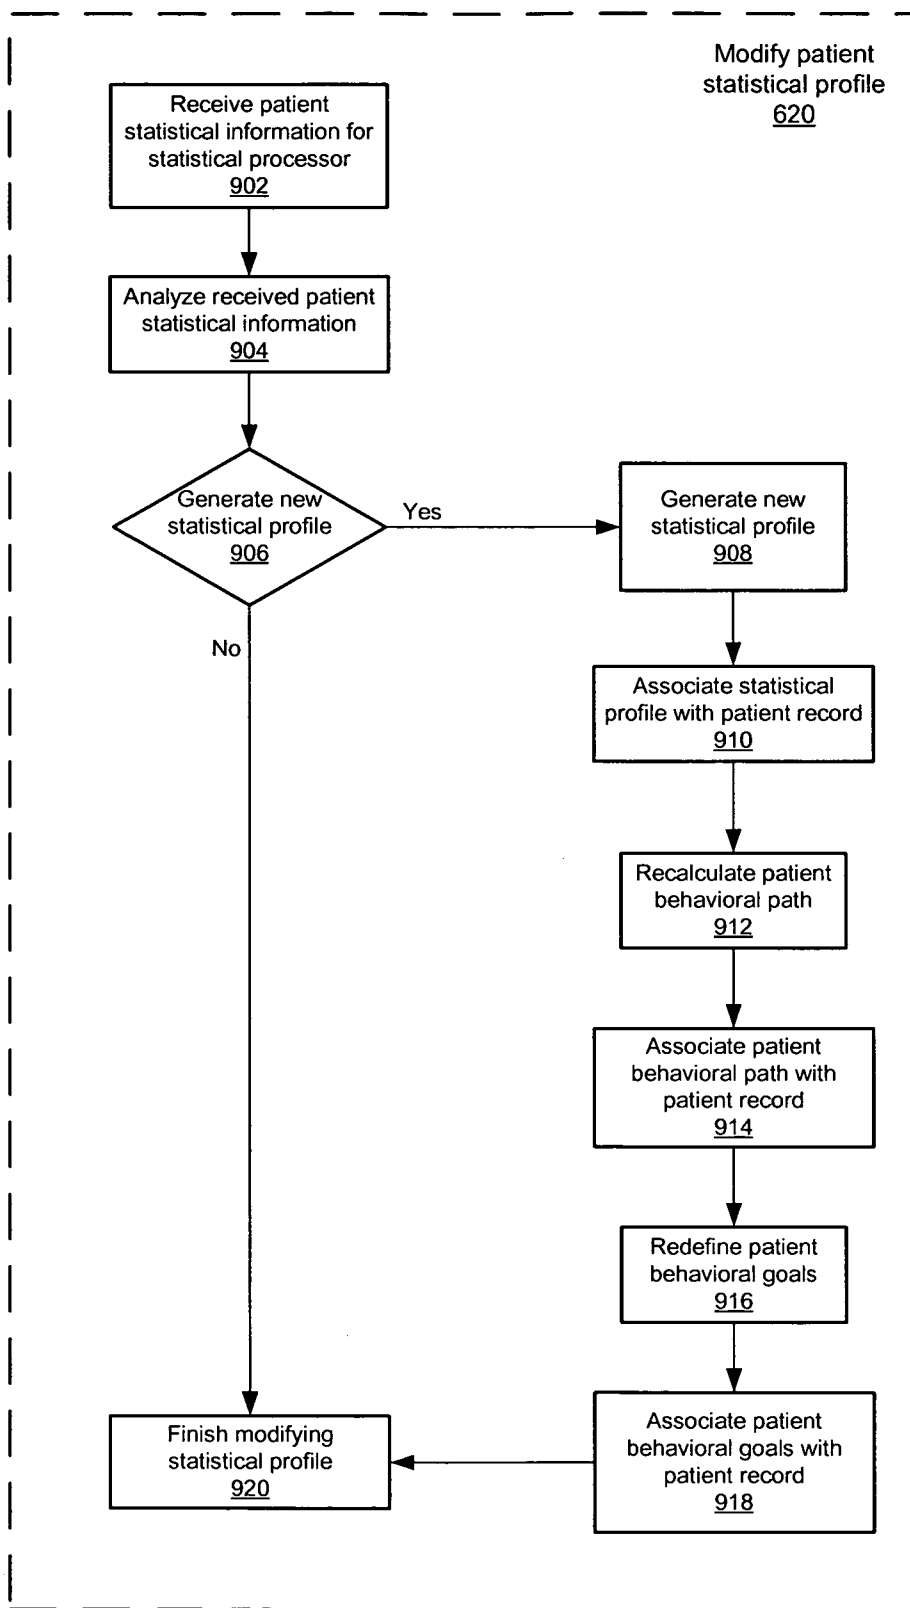 Modify patient
statistical profile
620
Receive patient
statistical information for
statistical processor
902
Analyze received patient
statistical information
904
Generate new
statistical profile
906
Yes
No
Generate new
statistical profile
908
Associate statistical
profile with patient record
910
Recalculate patient
behavioral path
912
Associate patient
behavioral path with
patient record
914
Redefine patient
behavioral goals
916
Associate patient
behavioral goals with
patient record
918
Finish modifying
statistical profile
920